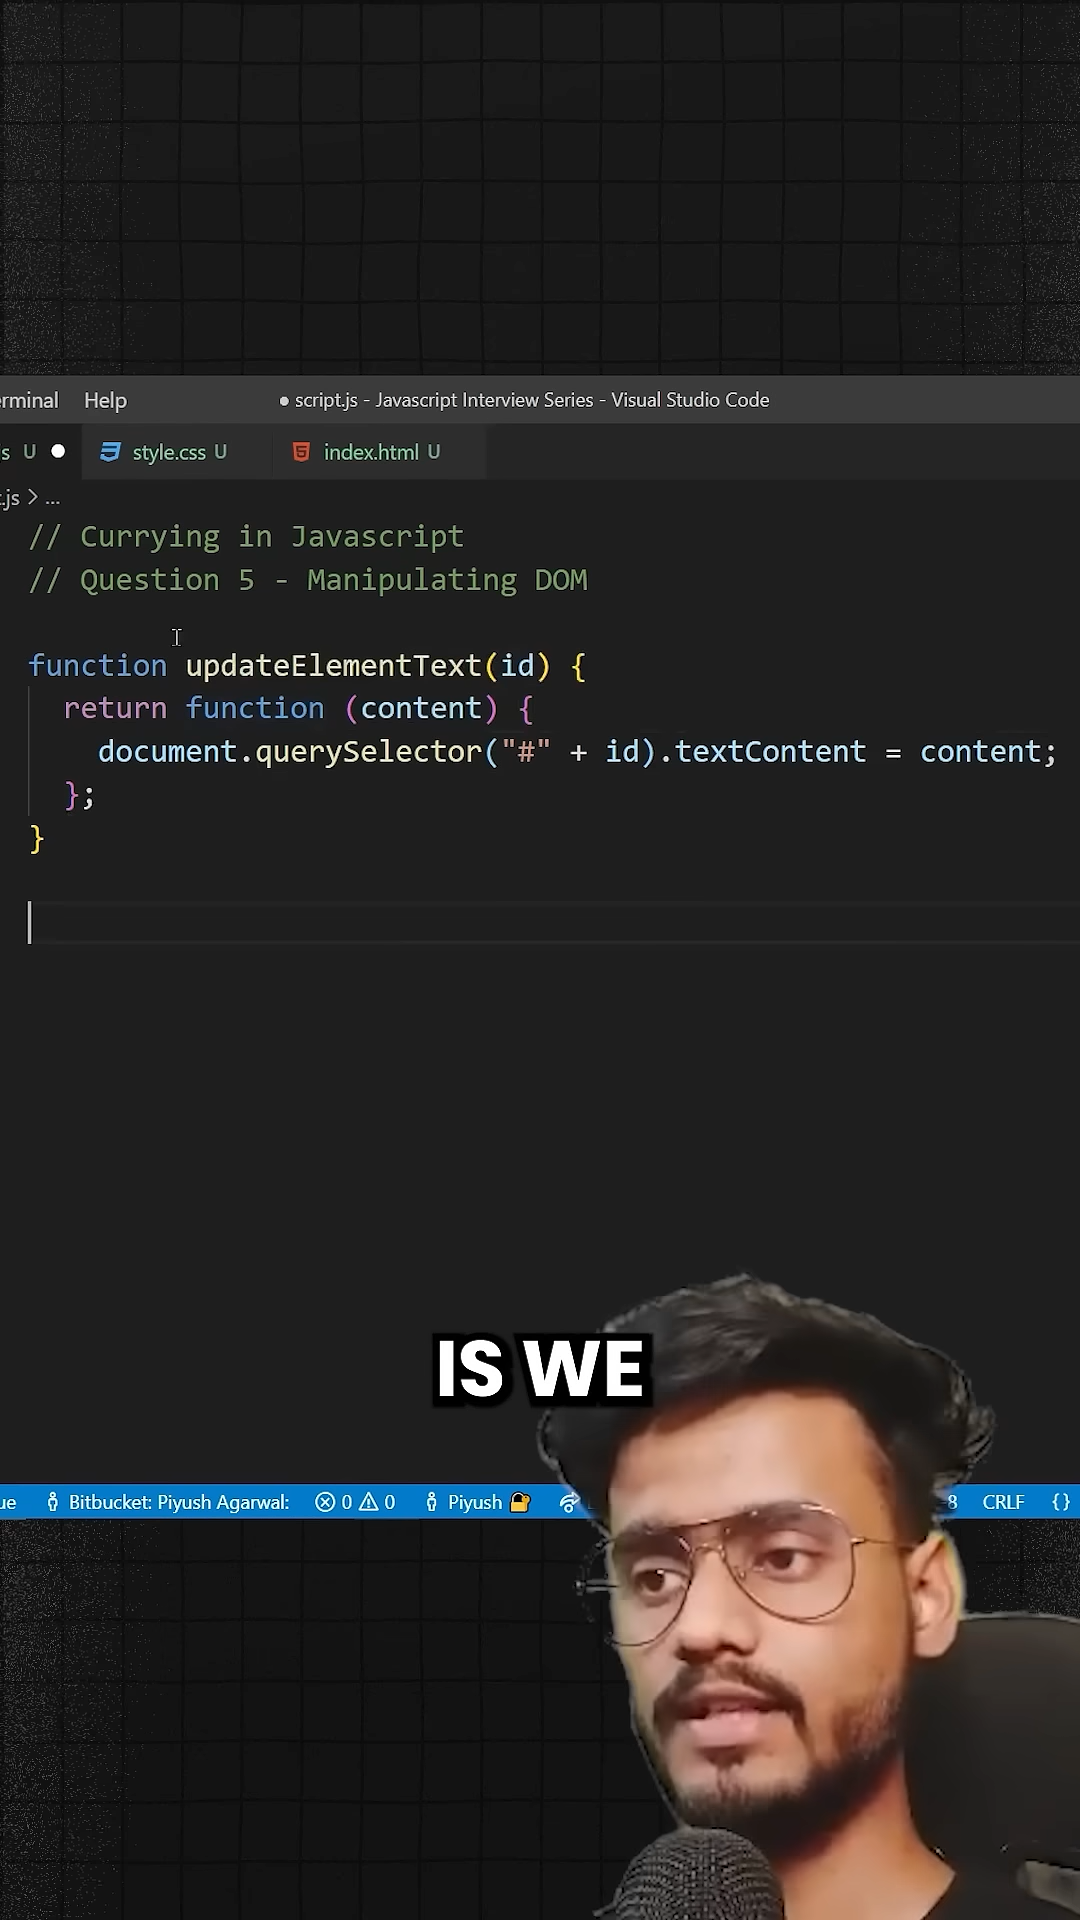 erminal Help ● script.js - Javascript Interview Series - Visual Studio Code
s U ● style.css U index.html U
.js > ...
// Currying in Javascript
// Question 5 - Manipulating DOM
function updateElementText(id) {
return function (content) {
document.querySelector("#" + id).textContent = content;
};
}
IS WE
ue Bitbucket: Piyush Agarwal: 0 0 Piyush 🔒 8 CRLF {}